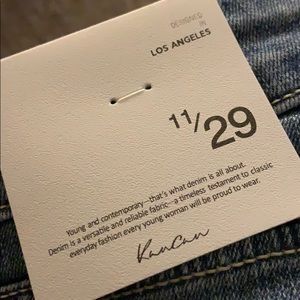 DESIGNED
IN
LOS ANGELES
11/29
Young and contemporary—that's what denim is all about.
Denim is a versatile and reliable fabric—a timeless testament to classic
everyday fashion every young woman will be proud to wear.
KanCan